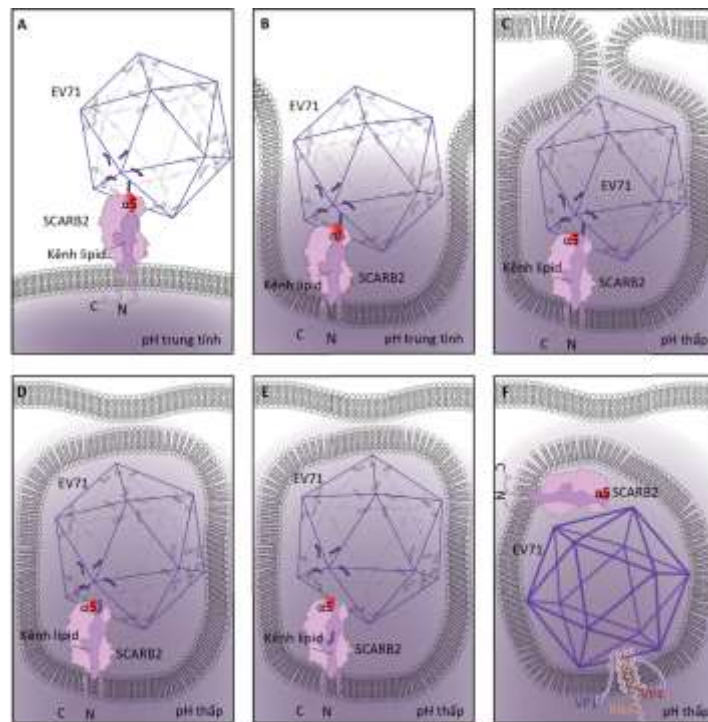 A
EV71
SCARB2
α5
Kênh lipid
C N
pH trung tính
B
EV71
α5
Kênh lipid
SCARB2
C N
pH trung tính
C
EV71
α5
Kênh lipid
SCARB2
C N
pH thấp
D
EV71
α5
Kênh lipid
SCARB2
C N
pH thấp
E
EV71
α5
Kênh lipid
SCARB2
C N
pH thấp
F
N C
α5 SCARB2
EV71
VP1
VP4
pH thấp